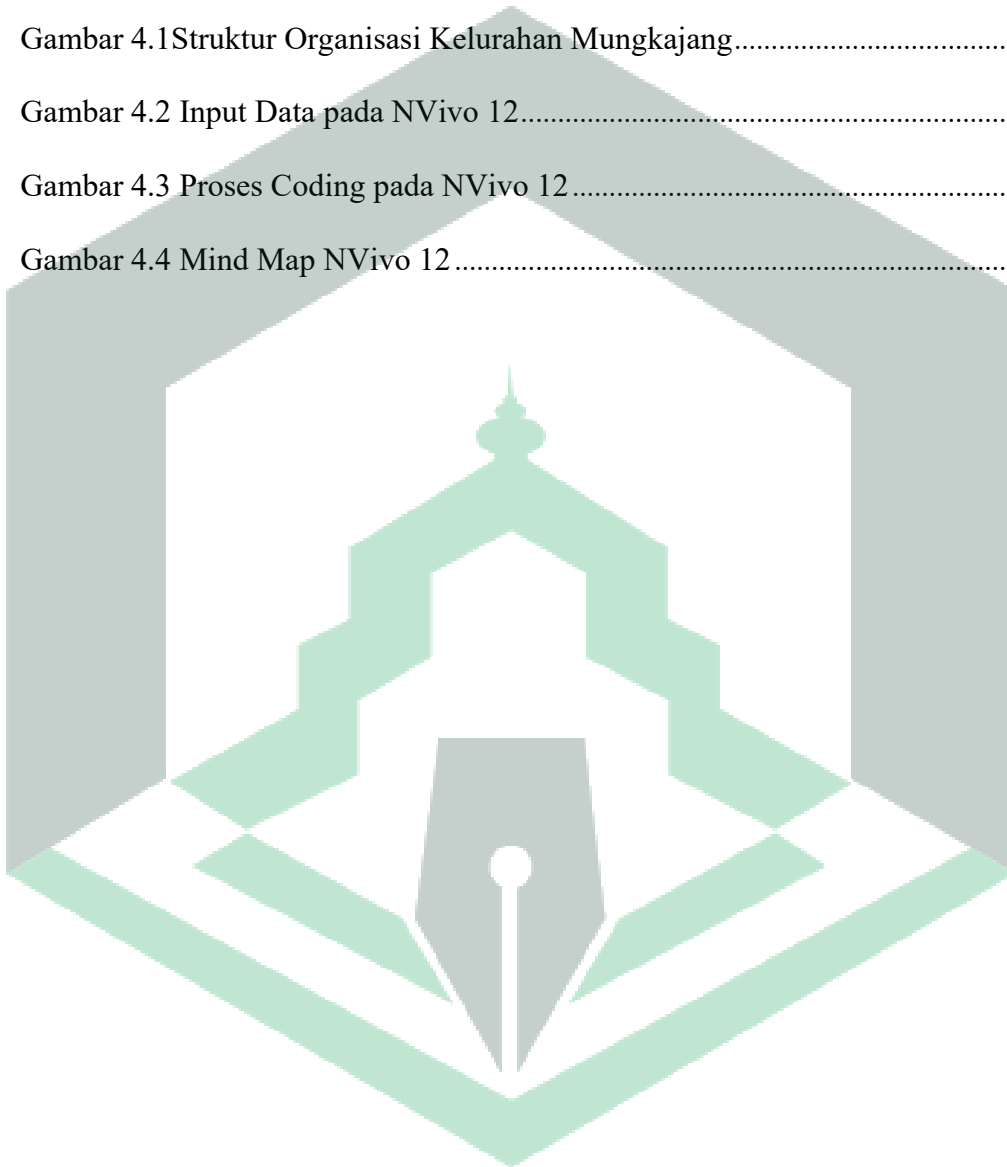 Gambar 4.1Struktur Organisasi Kelurahan Mungkajang....................................
Gambar 4.2 Input Data pada NVivo 12................................................................
Gambar 4.3 Proses Coding pada NVivo 12..........................................................
Gambar 4.4 Mind Map NVivo 12.........................................................................